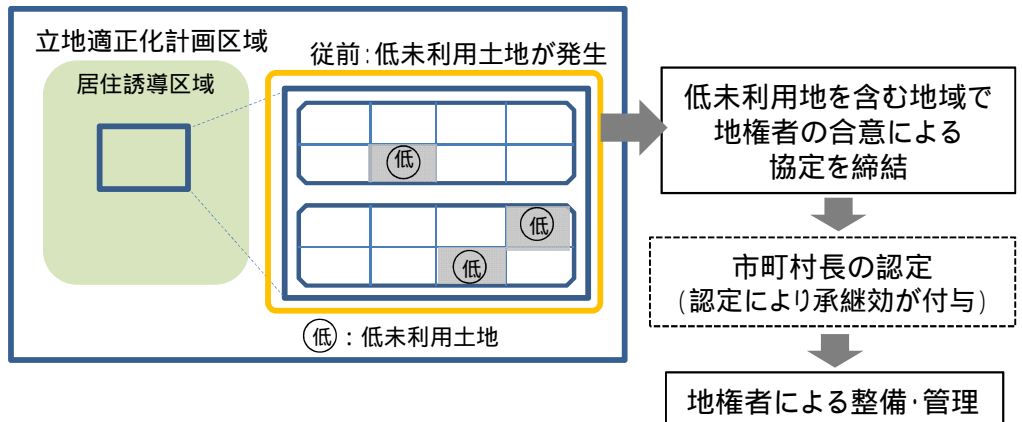 立地適正化計画区域
居住誘導区域
従前:低未利用土地が発生
低
低
低
低:低未利用土地
低未利用地を含む地域で
地権者の合意による
協定を締結
市町村長の認定
(認定により承継効が付与)
地権者による整備・管理